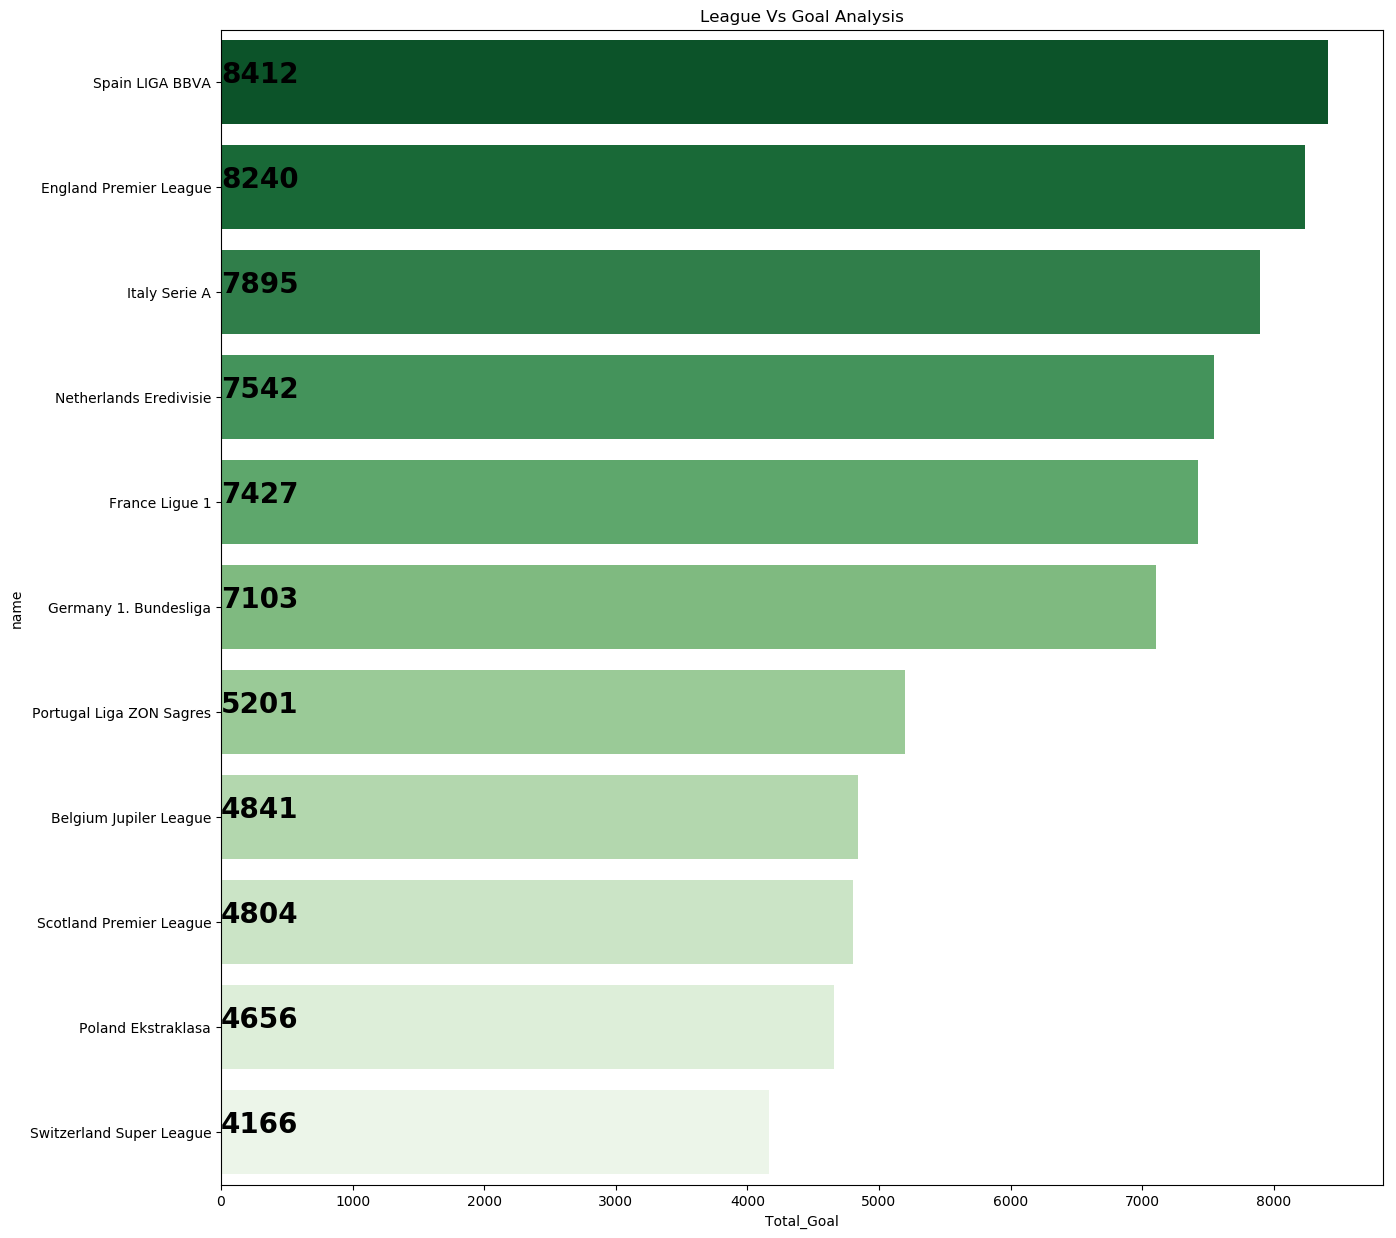 League Vs Goal Analysis
Spain LIGA BBVA 8412
England Premier League 8240
Italy Serie A 7895
Netherlands Eredivisie 7542
France Ligue 1 7427
Germany 1. Bundesliga 7103
Portugal Liga ZON Sagres 5201
Belgium Jupiler League 4841
Scotland Premier League 4804
Poland Ekstraklasa 4656
Switzerland Super League 4166
name
0 1000 2000 3000 4000 5000 6000 7000 8000
Total_Goal